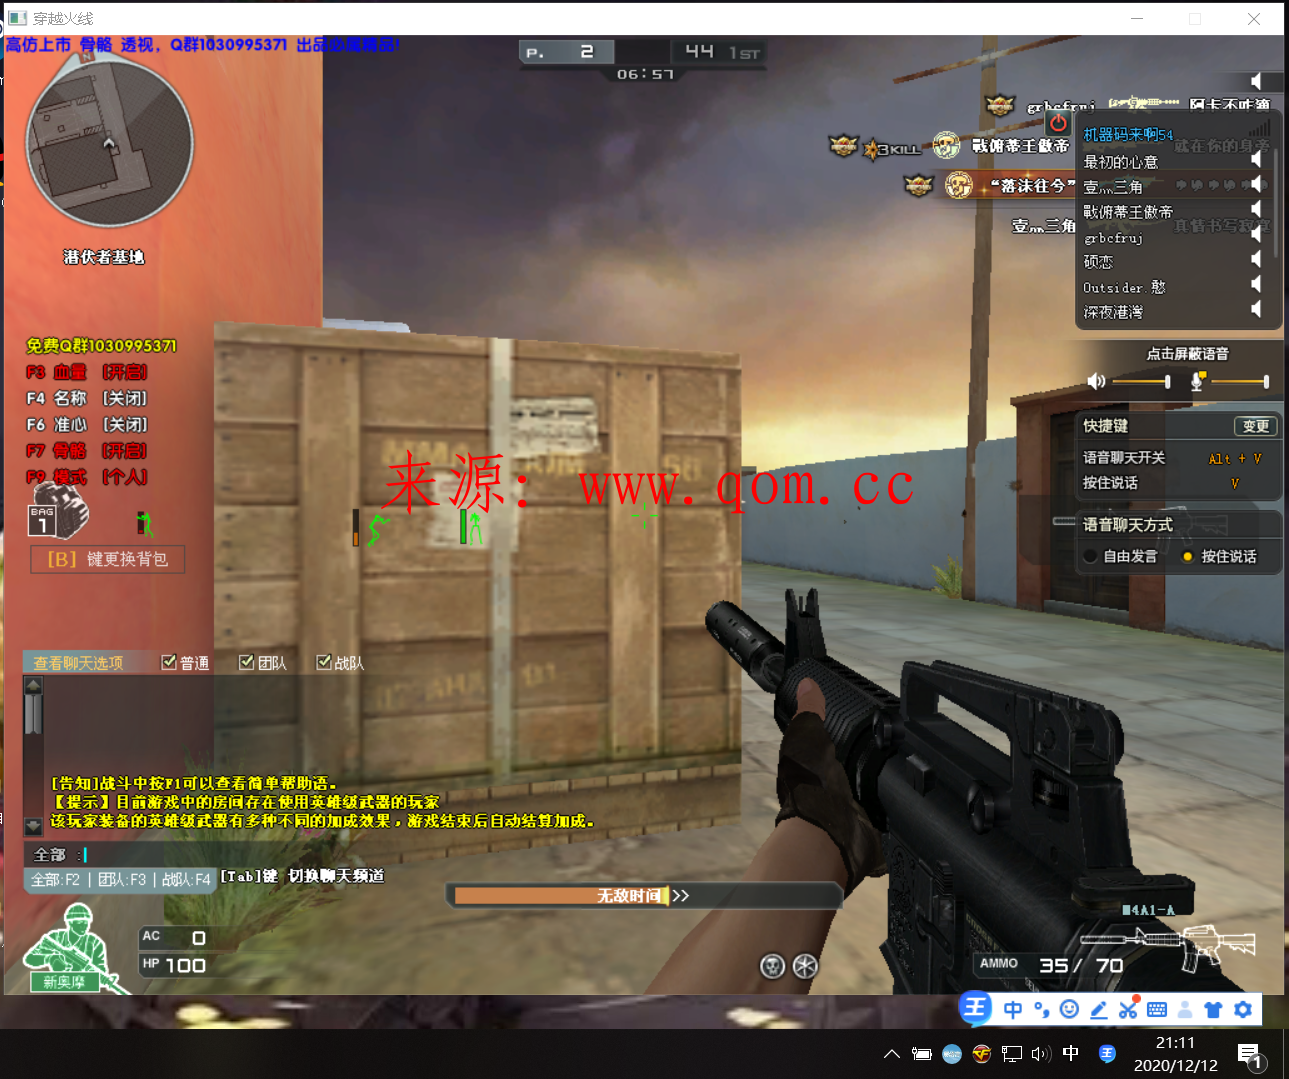 穿越火线
高仿上市 骨骼 透视，Q群1030995371 出品必属精品!
N
P. 2 44 1ST
06:57
grbcfruj 阿卡不咋滴
3KILL 戰俯蒂王傲帝
“落沫往今”
壹灬三角
机器码来啊54
最初的心意
壹灬三角
戰俯蒂王傲帝
grbcfruj
硕恋
Outsider.憨
深夜港灣
潜伏者基地
点击屏蔽语音
免费Q群1030995371
F3 血量 [开启]
F4 名称 [关闭]
F6 准心 [关闭]
F7 骨骼 [开启]
F9 模式 [个人]
快捷键 变更
语音聊天开关 Alt + V
按住说话 V
来源：www.qom.cc
BAG
1
[B] 键更换背包
语音聊天方式
自由发言 按住说话
查看聊天选项 普通 团队 战队
[告知]战斗中按F1可以查看简单帮助语。
【提示】目前游戏中的房间存在使用英雄级武器的玩家
该玩家装备的英雄级武器有多种不同的加成效果，游戏结束后自动结算加成。
全部 :
全部:F2 | 团队:F3 | 战队:F4 [Tab]键 切换聊天频道
无敌时间 >>
M4A1-A
AC 0
HP 100
新奥摩
AMMO 35/ 70
王 中
中 王
21:11
2020/12/12
1